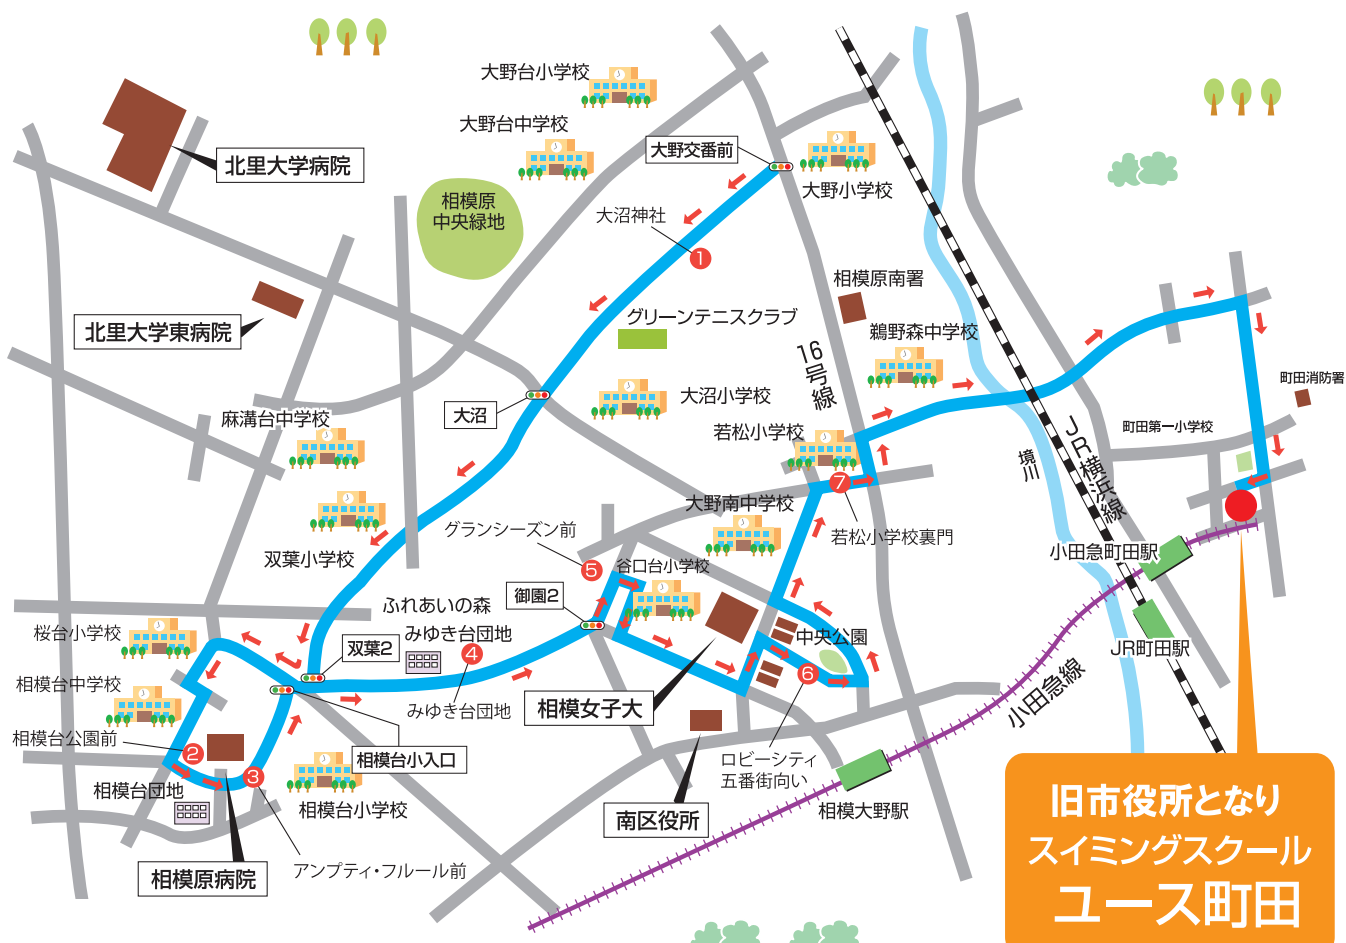 大野台小学校
大野台中学校
北里大学病院
大野交番前
大野小学校
相模原
中央緑地
大沼神社
1
相模原南署
北里大学東病院
グリーンテニスクラブ
16号線
鵜野森中学校
町田消防署
大沼小学校
大沼
麻溝台中学校
若松小学校
町田第一小学校
JR横浜線
境川
7
大野南中学校
グランシーズン前
若松小学校裏門
双葉小学校
5
谷口台小学校
小田急町田駅
御園2
ふれあいの森
みゆき台団地
4
桜台小学校
双葉2
中央公園
JR町田駅
6
相模台中学校
みゆき台団地
相模女子大
小田急線
相模台公園前
2
相模台小入口
ロビーシティ
五番街向い
3
相模台団地
相模台小学校
南区役所
相模大野駅
旧市役所となり
スイミングスクール
ユース町田
相模原病院
アンプティ・フルール前